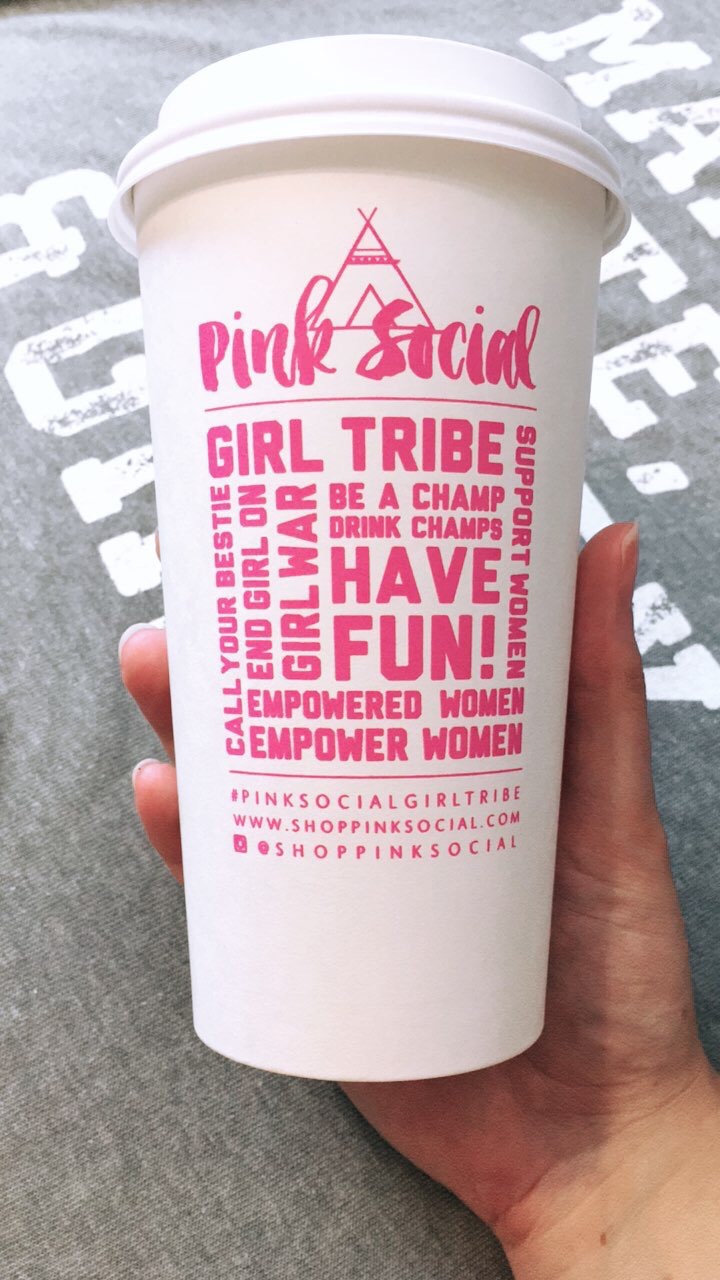 Pink Social
GIRL TRIBE
SUPPORT WOMEN
CALL YOUR BESTIE
END GIRL ON
GIRL WAR
BE A CHAMP
DRINK CHAMPS
HAVE
FUN!
EMPOWERED WOMEN
EMPOWER WOMEN
#PINKSOCIALGIRLTRIBE
WWW.SHOPPINKSOCIAL.COM
@SHOPPINKSOCIAL